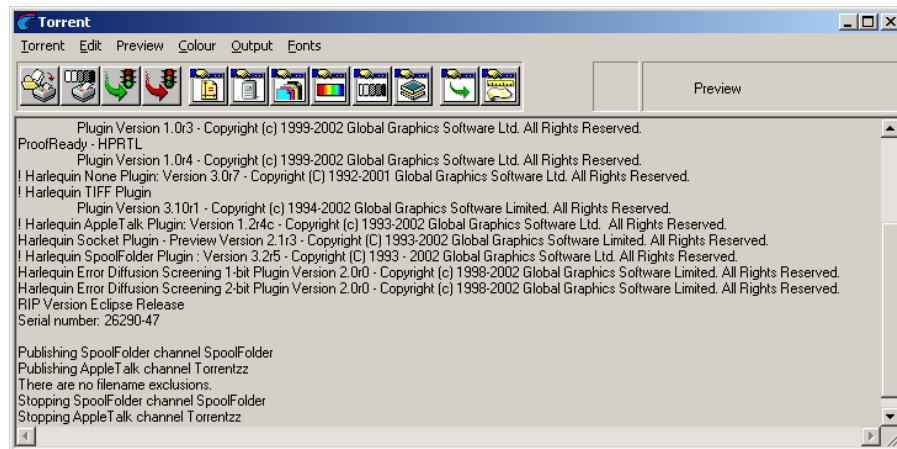 Torrent
Torrent Edit Preview Colour Output Fonts
Preview
Plugin Version 1.0r3 - Copyright (c) 1999-2002 Global Graphics Software Ltd. All Rights Reserved.
ProofReady - HPRTL
Plugin Version 1.0r4 - Copyright (c) 1999-2002 Global Graphics Software Ltd. All Rights Reserved.
! Harlequin None Plugin: Version 3.0r7 - Copyright (C) 1992-2001 Global Graphics Software Ltd. All Rights Reserved.
! Harlequin TIFF Plugin
Plugin Version 3.10r1 - Copyright (c) 1994-2002 Global Graphics Software Limited. All Rights Reserved.
! Harlequin AppleTalk Plugin: Version 1.2r4c - Copyright (c) 1993-2002 Global Graphics Software Ltd.  All Rights Reserved.
Harlequin Socket Plugin - Preview Version 2.1r3 - Copyright (C) 1993-2002 Global Graphics Software Limited. All Rights Reserved.
! Harlequin SpoolFolder Plugin : Version 3.2r5 - Copyright (C) 1993 - 2002 Global Graphics Software Ltd. All Rights Reserved.
Harlequin Error Diffusion Screening 1-bit Plugin Version 2.0r0 - Copyright (c) 1998-2002 Global Graphics Software Limited. All Rights Reserved.
Harlequin Error Diffusion Screening 2-bit Plugin Version 2.0r0 - Copyright (c) 1998-2002 Global Graphics Software Limited. All Rights Reserved.
RIP Version Eclipse Release
Serial number: 26290-47
Publishing SpoolFolder channel SpoolFolder
Publishing AppleTalk channel Torrentzz
There are no filename exclusions.
Stopping SpoolFolder channel SpoolFolder
Stopping AppleTalk channel Torrentzz